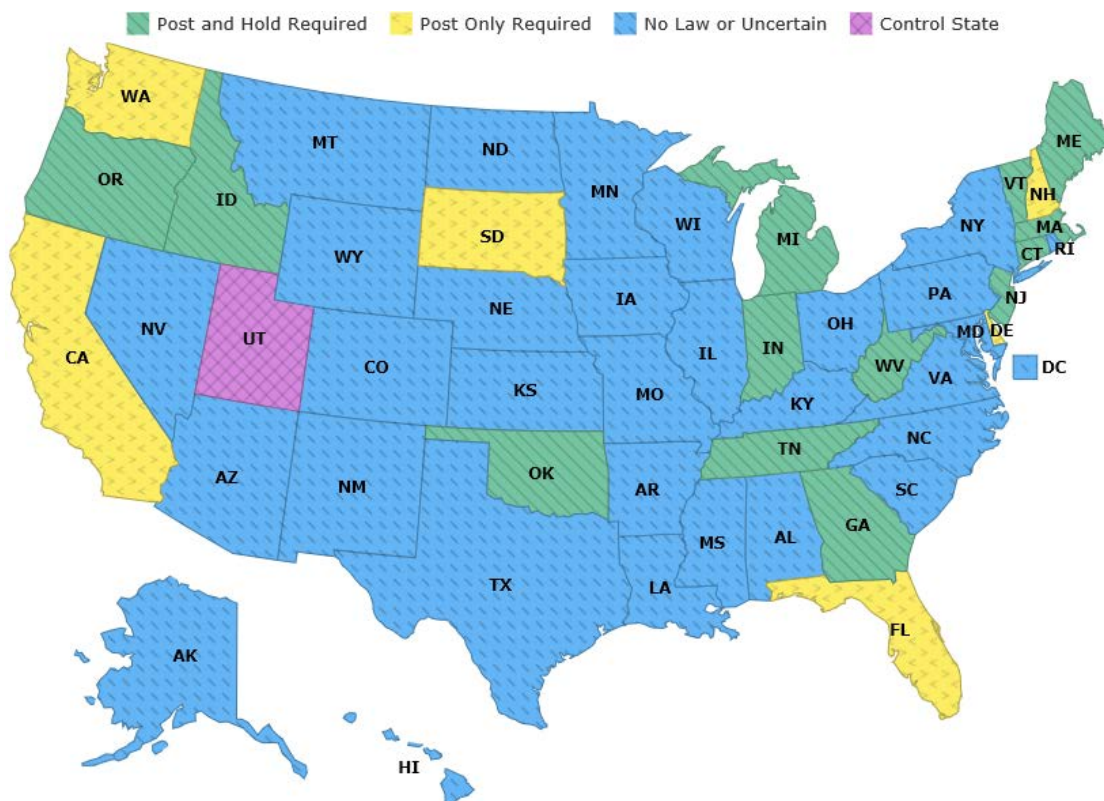 Post and Hold Required
Post Only Required
No Law or Uncertain
Control State
WA
MT
ND
ME
OR
ID
MN
VT
NH
SD
WI
NY
MA
WY
MI
CT
RI
IA
PA
NE
NJ
NV
UT
OH
MD
DE
CA
IL
IN
CO
WV
DC
VA
KS
MO
KY
NC
TN
AZ
OK
NM
AR
SC
GA
MS
AL
TX
LA
FL
AK
HI